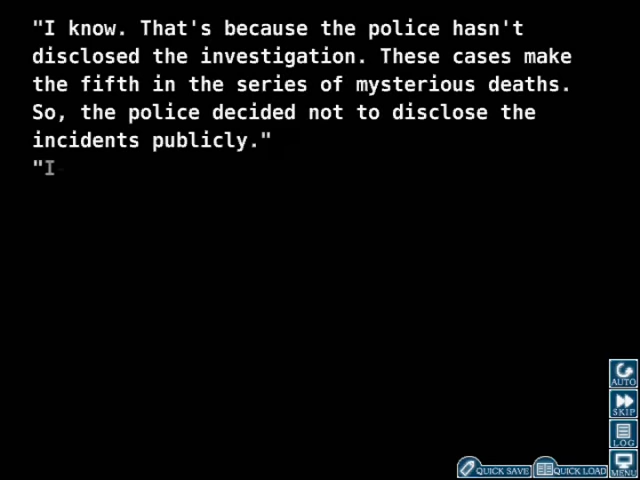 "I know. That's because the police hasn't
disclosed the investigation. These cases make
the fifth in the series of mysterious deaths.
So, the police decided not to disclose the
incidents publicly."
"I-
AUTO
SKIP
LOG
QUICK SAVE
QUICK LOAD
MENU